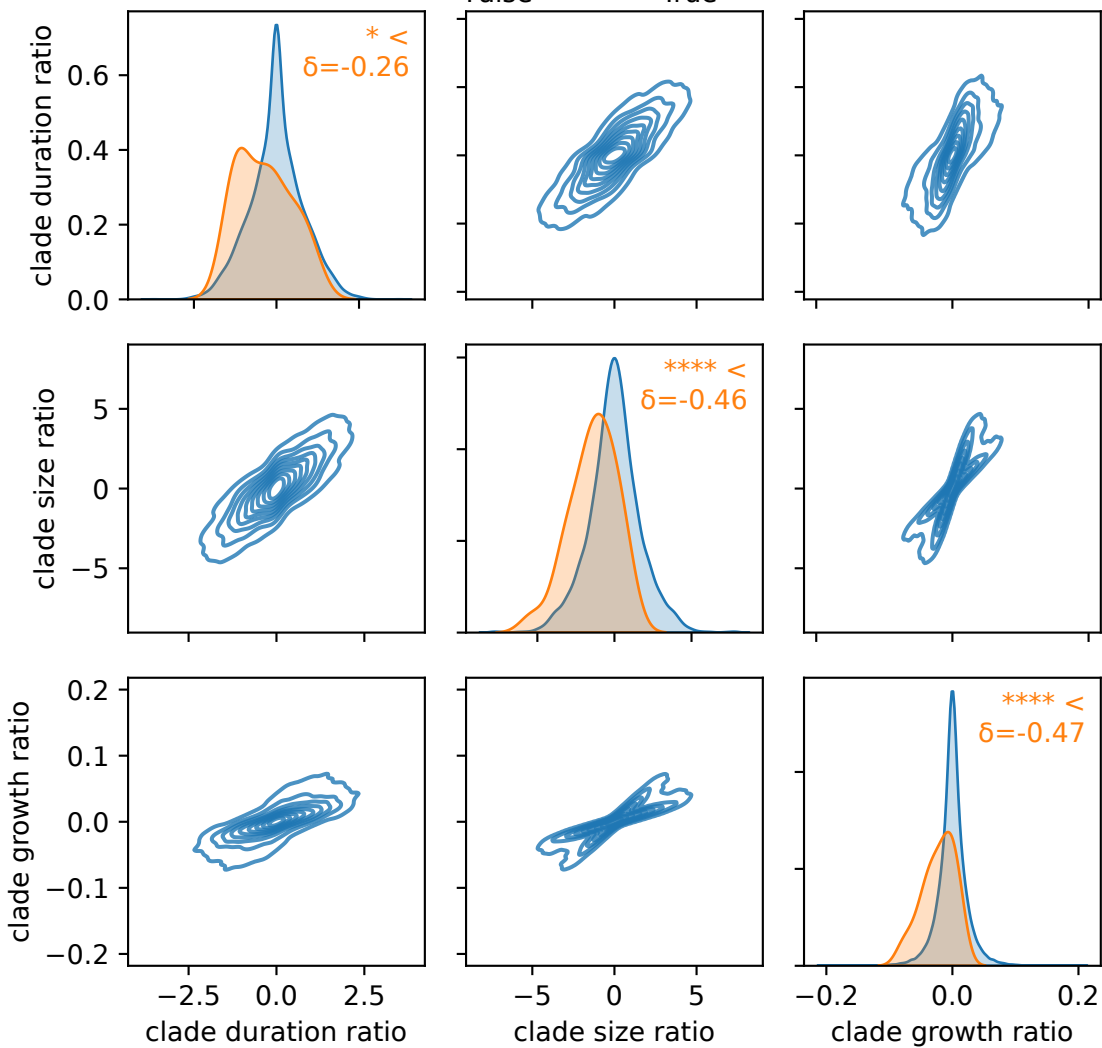 False True
clade duration ratio
0.6
0.4
0.2
0.0
* <
δ=-0.26
clade size ratio
5
0
−5
**** <
δ=-0.46
clade growth ratio
0.2
0.1
0.0
−0.1
−0.2
**** <
δ=-0.47
−2.5 0.0 2.5
−5 0 5
−0.2 0.0 0.2
clade duration ratio
clade size ratio
clade growth ratio